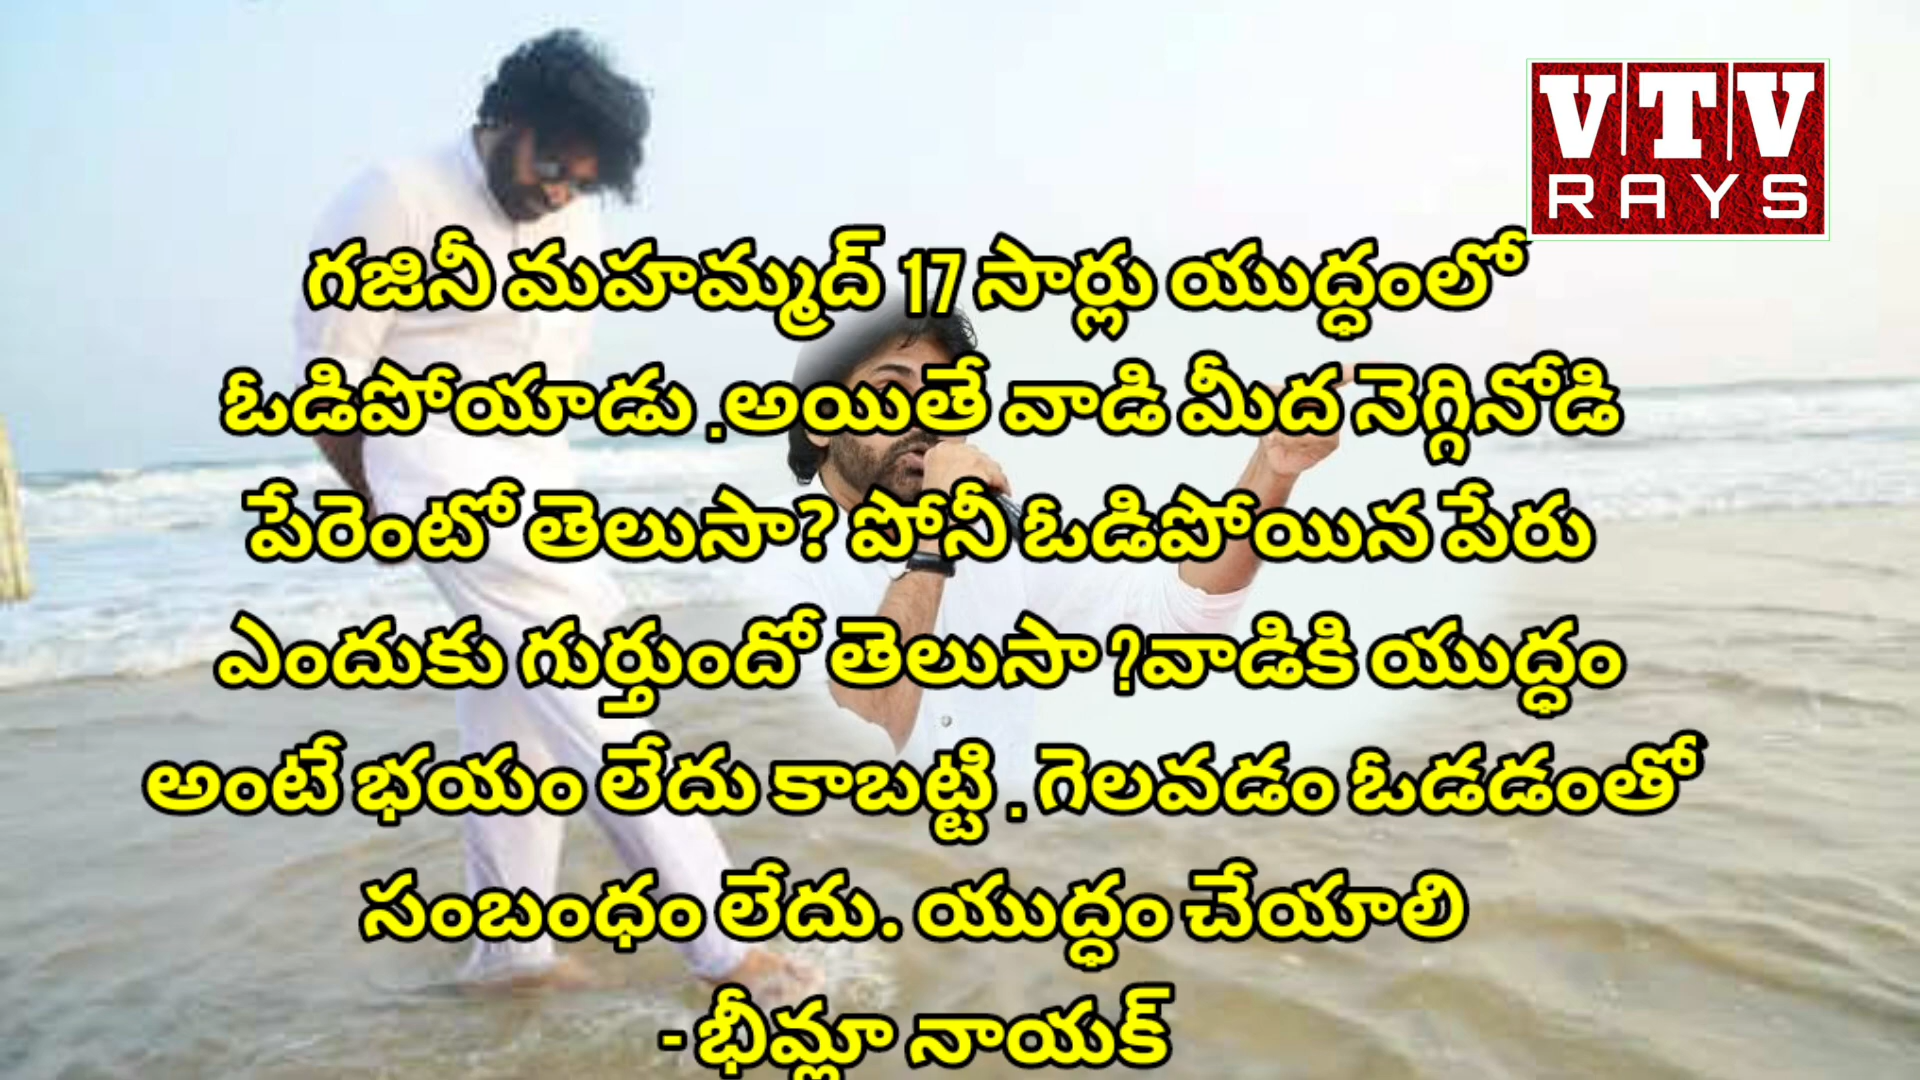 VTV
RAYS
గజినీ మహమ్మద్ 17 సార్లు యుద్ధంలో
ఓడిపోయాడు .అయితే వాడి మీద నెగ్గినోడి
పేరెంటో తెలుసా? పోనీ ఓడిపోయిన పేరు
ఎందుకు గుర్తుందో తెలుసా ?వాడికి యుద్ధం
అంటే భయం లేదు కాబట్టి . గెలవడం ఓడడంతో
సంబంధం లేదు. యుద్ధం చేయాలి
- భీమ్లా నాయక్